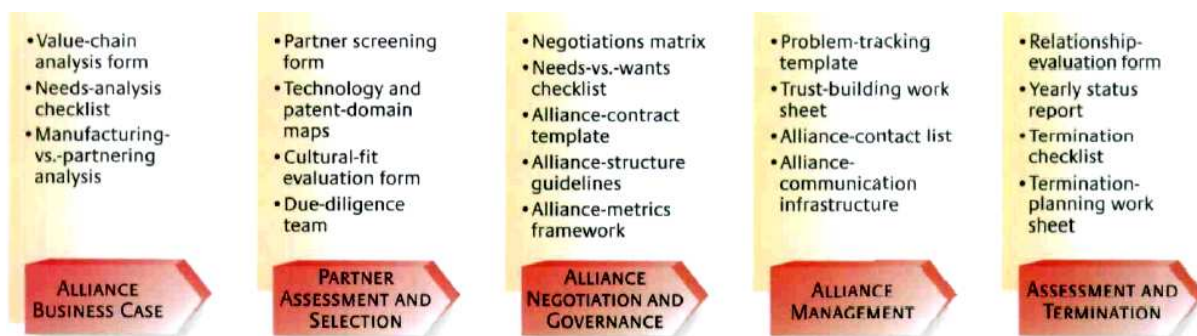 • Value-chain
analysis form
• Needs-analysis
checklist
• Manufacturing-
vs.-partnering
analysis
ALLIANCE
BUSINESS CASE
• Partner screening
form
• Technology and
patent-domain
maps
• Cultural-fit
evaluation form
• Due-diligence
team
PARTNER
ASSESSMENT AND
SELECTION
• Negotiations matrix
• Needs-vs.-wants
checklist
• Alliance-contract
template
• Alliance-structure
guidelines
• Alliance-metrics
framework
ALLIANCE
NEGOTIATION AND
GOVERNANCE
• Problem-tracking
template
• Trust-building work
sheet
• Alliance-contact list
• Alliance-
communication
infrastructure
ALLIANCE
MANAGEMENT
• Relationship-
evaluation form
• Yearly status
report
• Termination
checklist
• Termination-
planning work
sheet
ASSESSMENT AND
TERMINATION